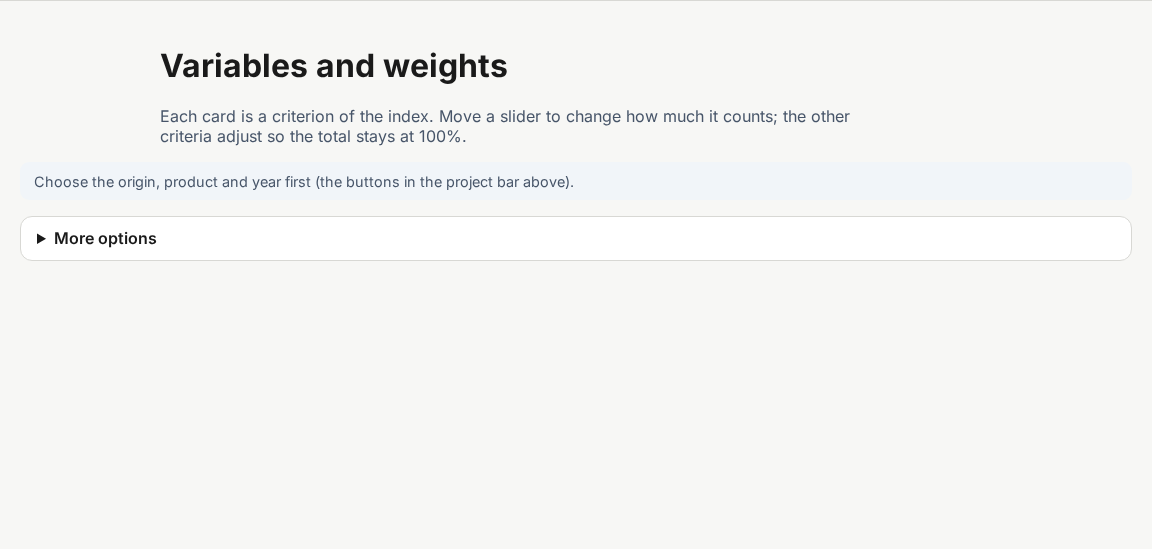 Variables and weights
Each card is a criterion of the index. Move a slider to change how much it counts; the other
criteria adjust so the total stays at 100%.
Choose the origin, product and year first (the buttons in the project bar above).
More options